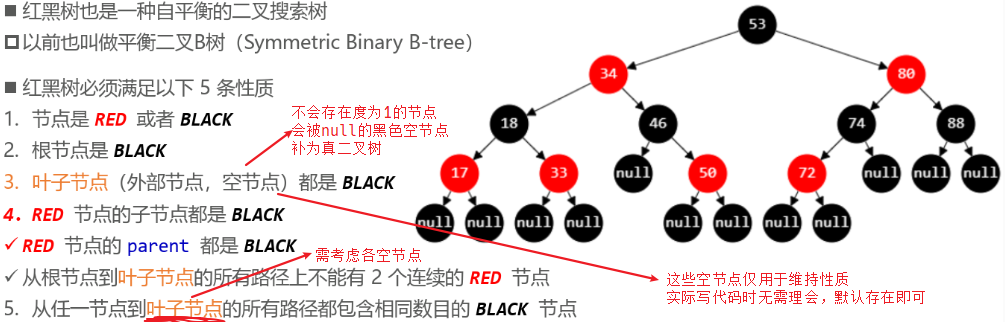 ■ 红黑树也是一种自平衡的二叉搜索树
以前也叫做平衡二叉B树（Symmetric Binary B-tree）
■ 红黑树必须满足以下 5 条性质
1. 节点是 RED 或者 BLACK
2. 根节点是 BLACK
3. 叶子节点（外部节点，空节点）都是 BLACK
4. RED 节点的子节点都是 BLACK
✓ RED 节点的 parent 都是 BLACK
✓ 从根节点到叶子节点的所有路径上不能有 2 个连续的 RED 节点
5. 从任一节点到叶子节点的所有路径都包含相同数目的 BLACK 节点
不会存在度为1的节点
会被null的黑色空节点
补为真二叉树
需考虑各空节点
这些空节点仅用于维持性质
实际写代码时无需理会，默认存在即可
53
34 80
18 46 74 88
17 33 null 50 72 null null null
null null null null null null null null